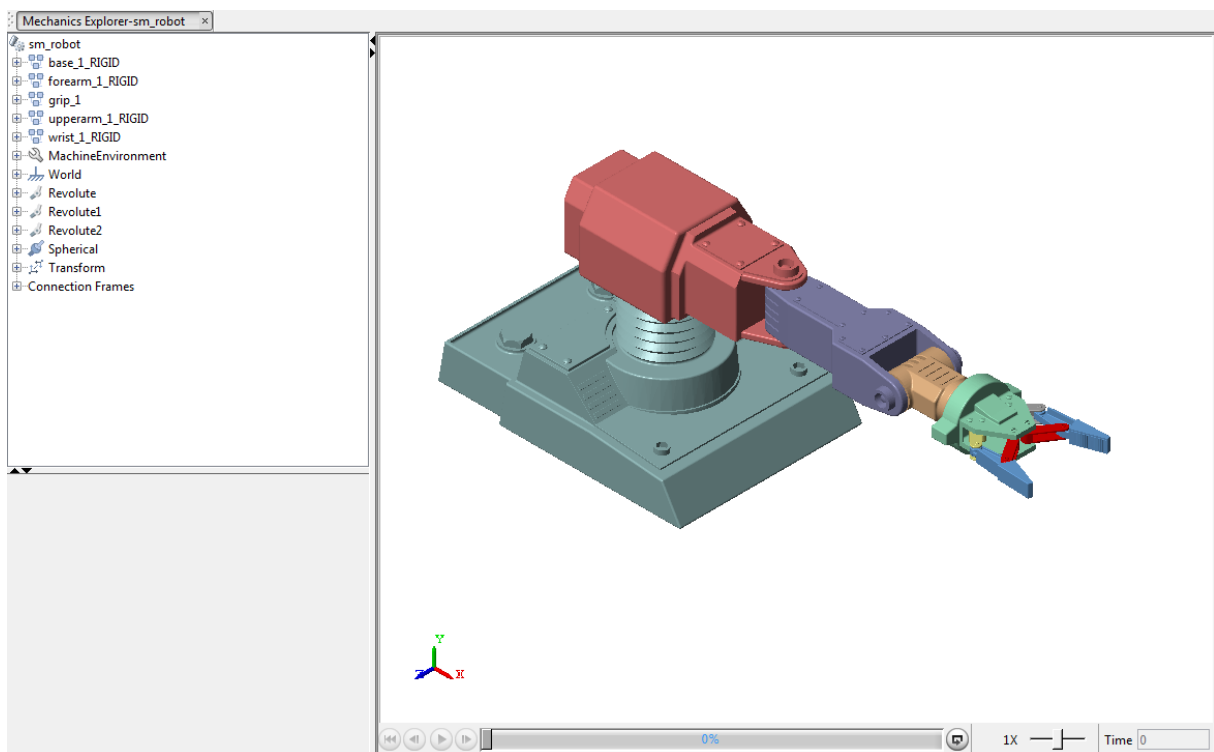 Mechanics Explorer-sm_robot
sm_robot
base_1_RIGID
forearm_1_RIGID
grip_1
upperarm_1_RIGID
wrist_1_RIGID
MachineEnvironment
World
Revolute
Revolute1
Revolute2
Spherical
Transform
Connection Frames
Y
Z X
0% 1X Time 0